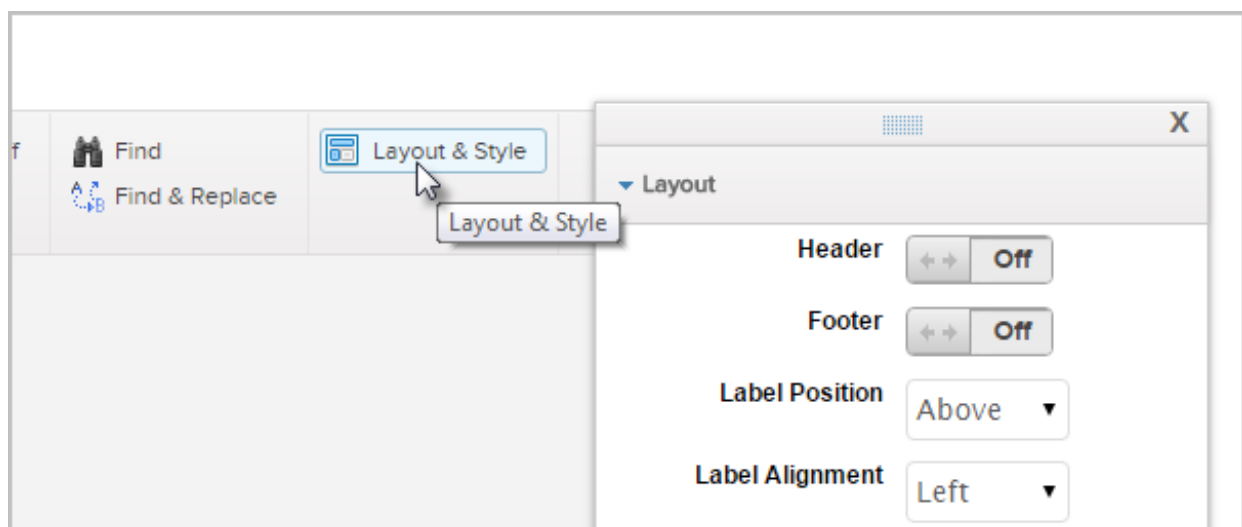 f
Find
Find & Replace
Layout & Style
Layout & Style
X
Layout
Header
Off
Footer
Off
Label Position
Above
Label Alignment
Left